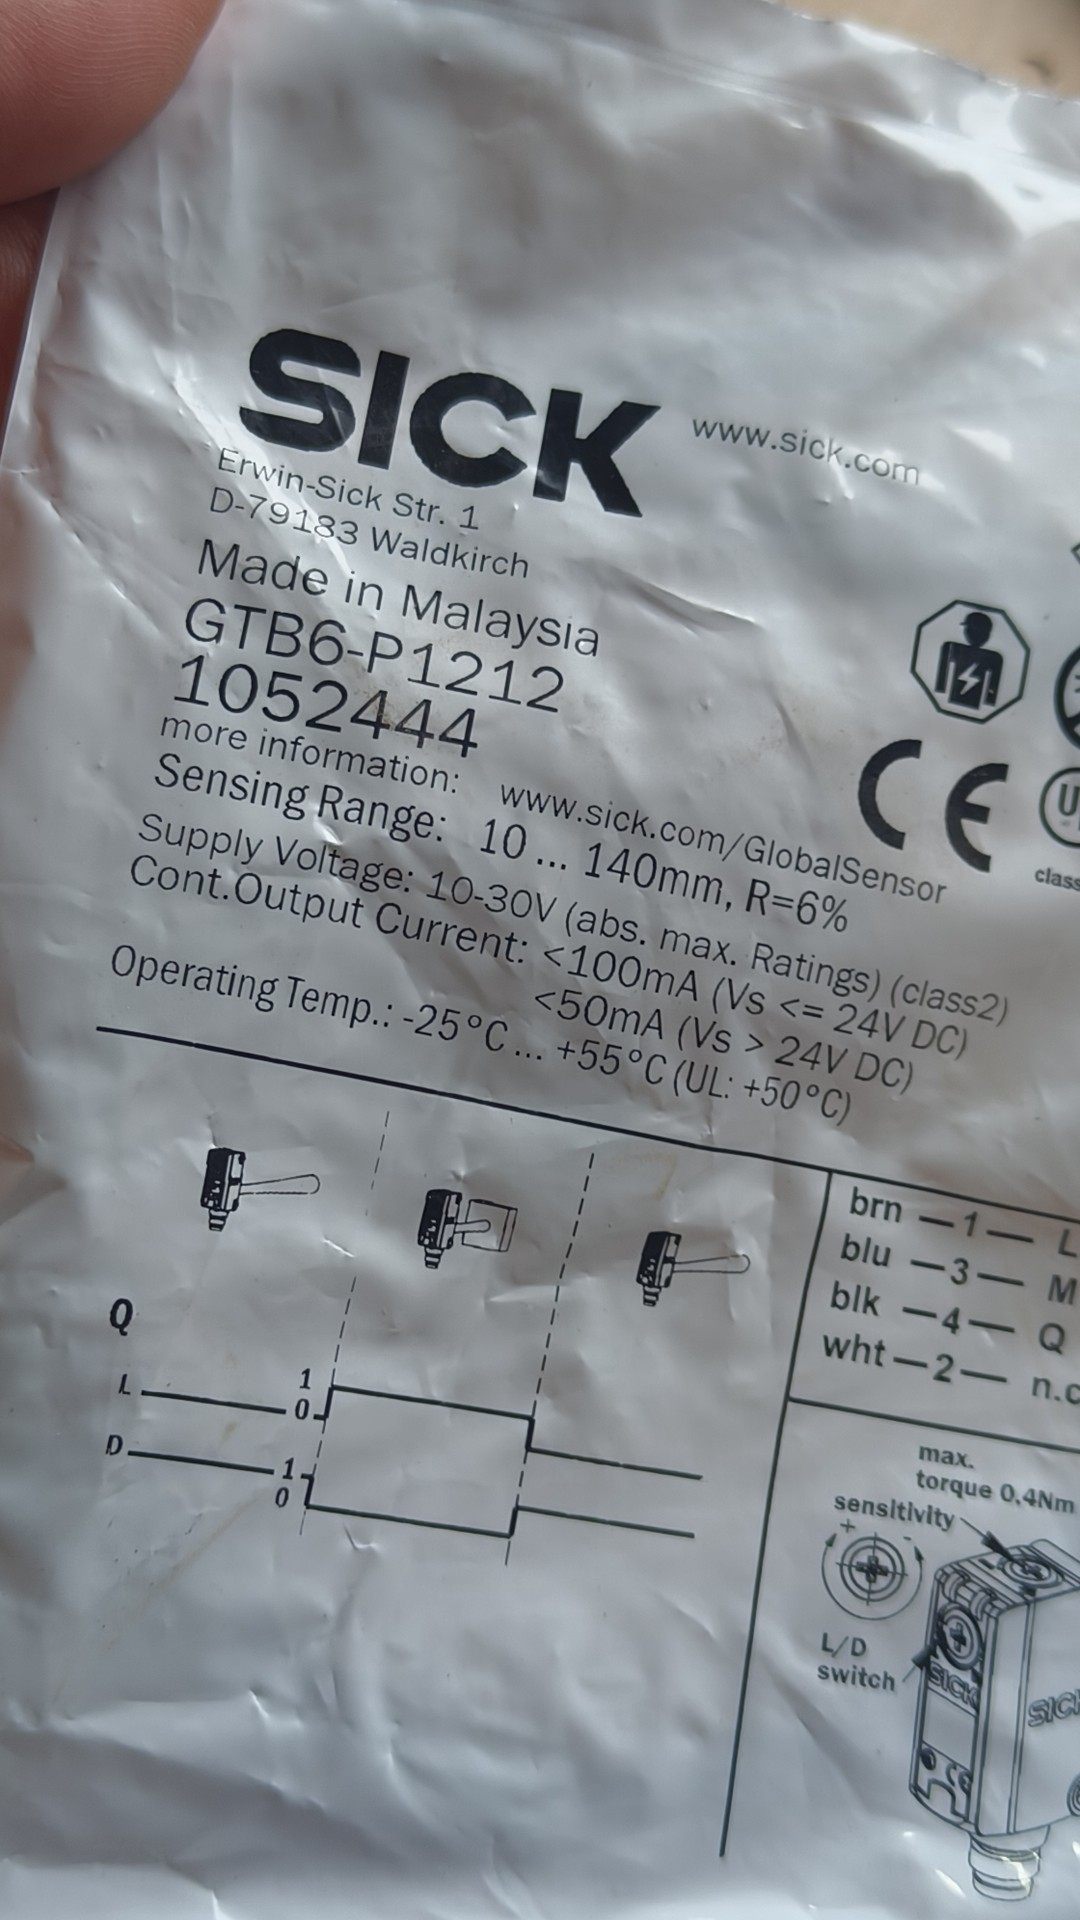 SICK
www.sick.com
Erwin-Sick Str. 1
D-79183 Waldkirch
Made in Malaysia
GTB6-P1212
1052444
more information: www.sick.com/GlobalSensor
Sensing Range: 10 ... 140mm, R=6%
Supply Voltage: 10-30V (abs. max. Ratings) (class2)
Cont.Output Current: <100mA (Vs <= 24V DC)
<50mA (Vs > 24V DC)
Operating Temp.: -25°C ... +55°C (UL: +50°C)
CE
class
Q
L 1
0
D 1
0
brn 1 L
blu 3 M
blk 4 Q
wht 2 n.c
max.
torque 0.4Nm
sensitivity
+ -
L/D
switch
SICK
SICK